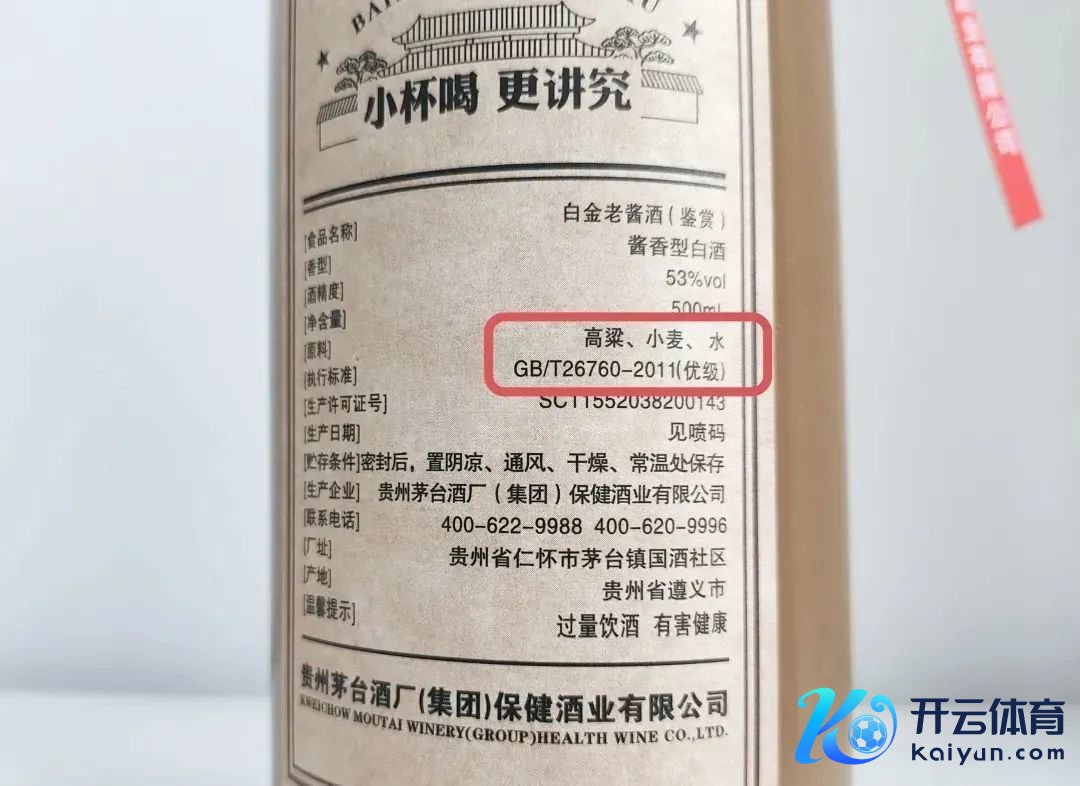 小杯喝 更讲究
[食品名称] 白金老酱酒（鉴赏）
[香型] 酱香型白酒
[酒精度] 53%vol
[净含量] 500ml
[原料] 高粱、小麦、水
[执行标准] GB/T26760-2011(优级)
[生产许可证号] SC11552038200143
[生产日期] 见喷码
[贮存条件] 密封后，置阴凉、通风、干燥、常温处保存
[生产企业] 贵州茅台酒厂（集团）保健酒业有限公司
[联系电话] 400-622-9988 400-620-9996
[厂址] 贵州省仁怀市茅台镇国酒社区
[产地] 贵州省遵义市
[温馨提示] 过量饮酒 有害健康
贵州茅台酒厂(集团)保健酒业有限公司
KWEICHOW MOUTAI WINERY(GROUP)HEALTH WINE CO.,LTD.
有限公司
开云体育
kaiyun.com